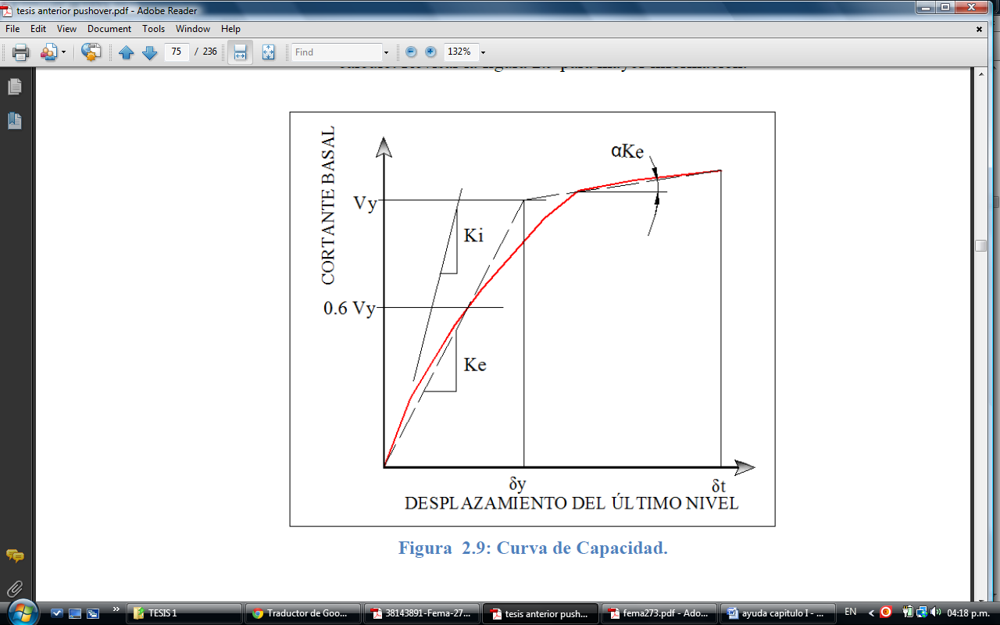 tesis anterior pushover.pdf - Adobe Reader
File Edit View Document Tools Window Help
75 / 236 Find 132%
αKe
CORTANTE BASAL
Vy
Ki
0.6 Vy
Ke
δy
δt
DESPLAZAMIENTO DEL ÚLTIMO NIVEL
Figura 2.9: Curva de Capacidad.
TESIS 1 Traductor de Goo... 38143891-Fema-27... tesis anterior push... fema273.pdf - Ado... ayuda capitulo I - ... EN 04:18 p.m.